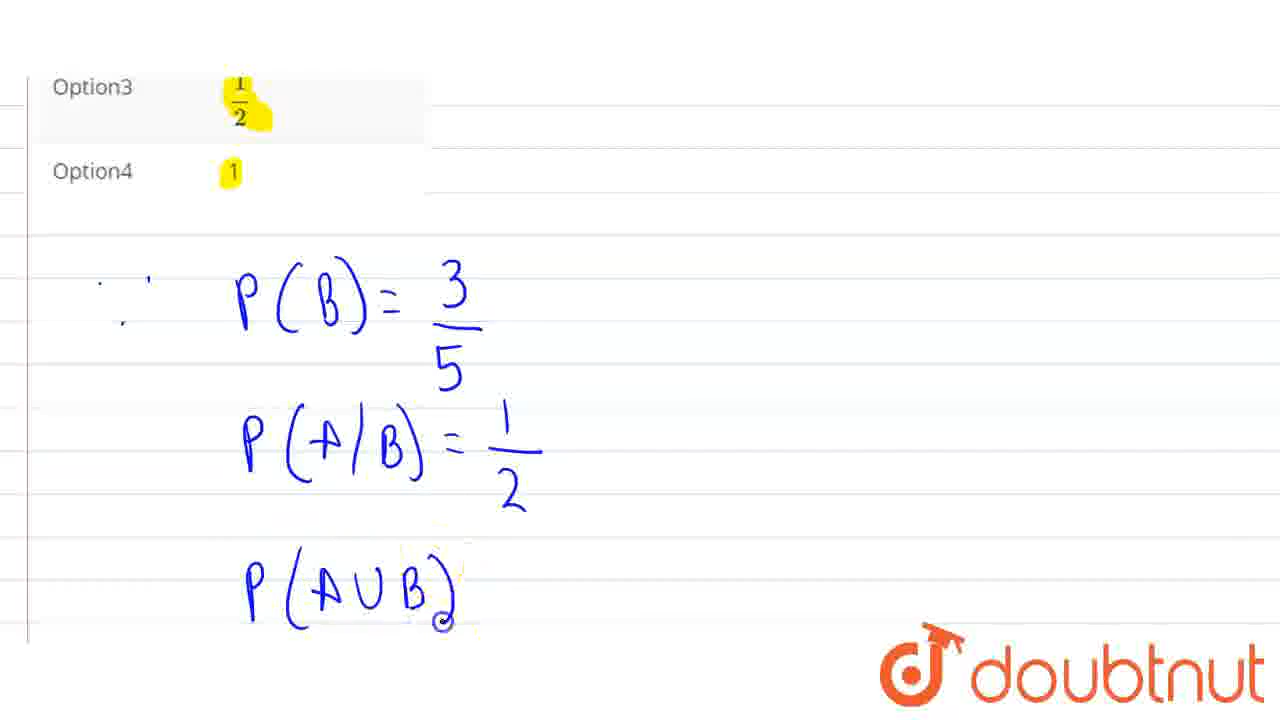 Option3 1/2
Option4 1
∵ P(B) = 3/5
P(A/B) = 1/2
P(A∪B)
doubtnut